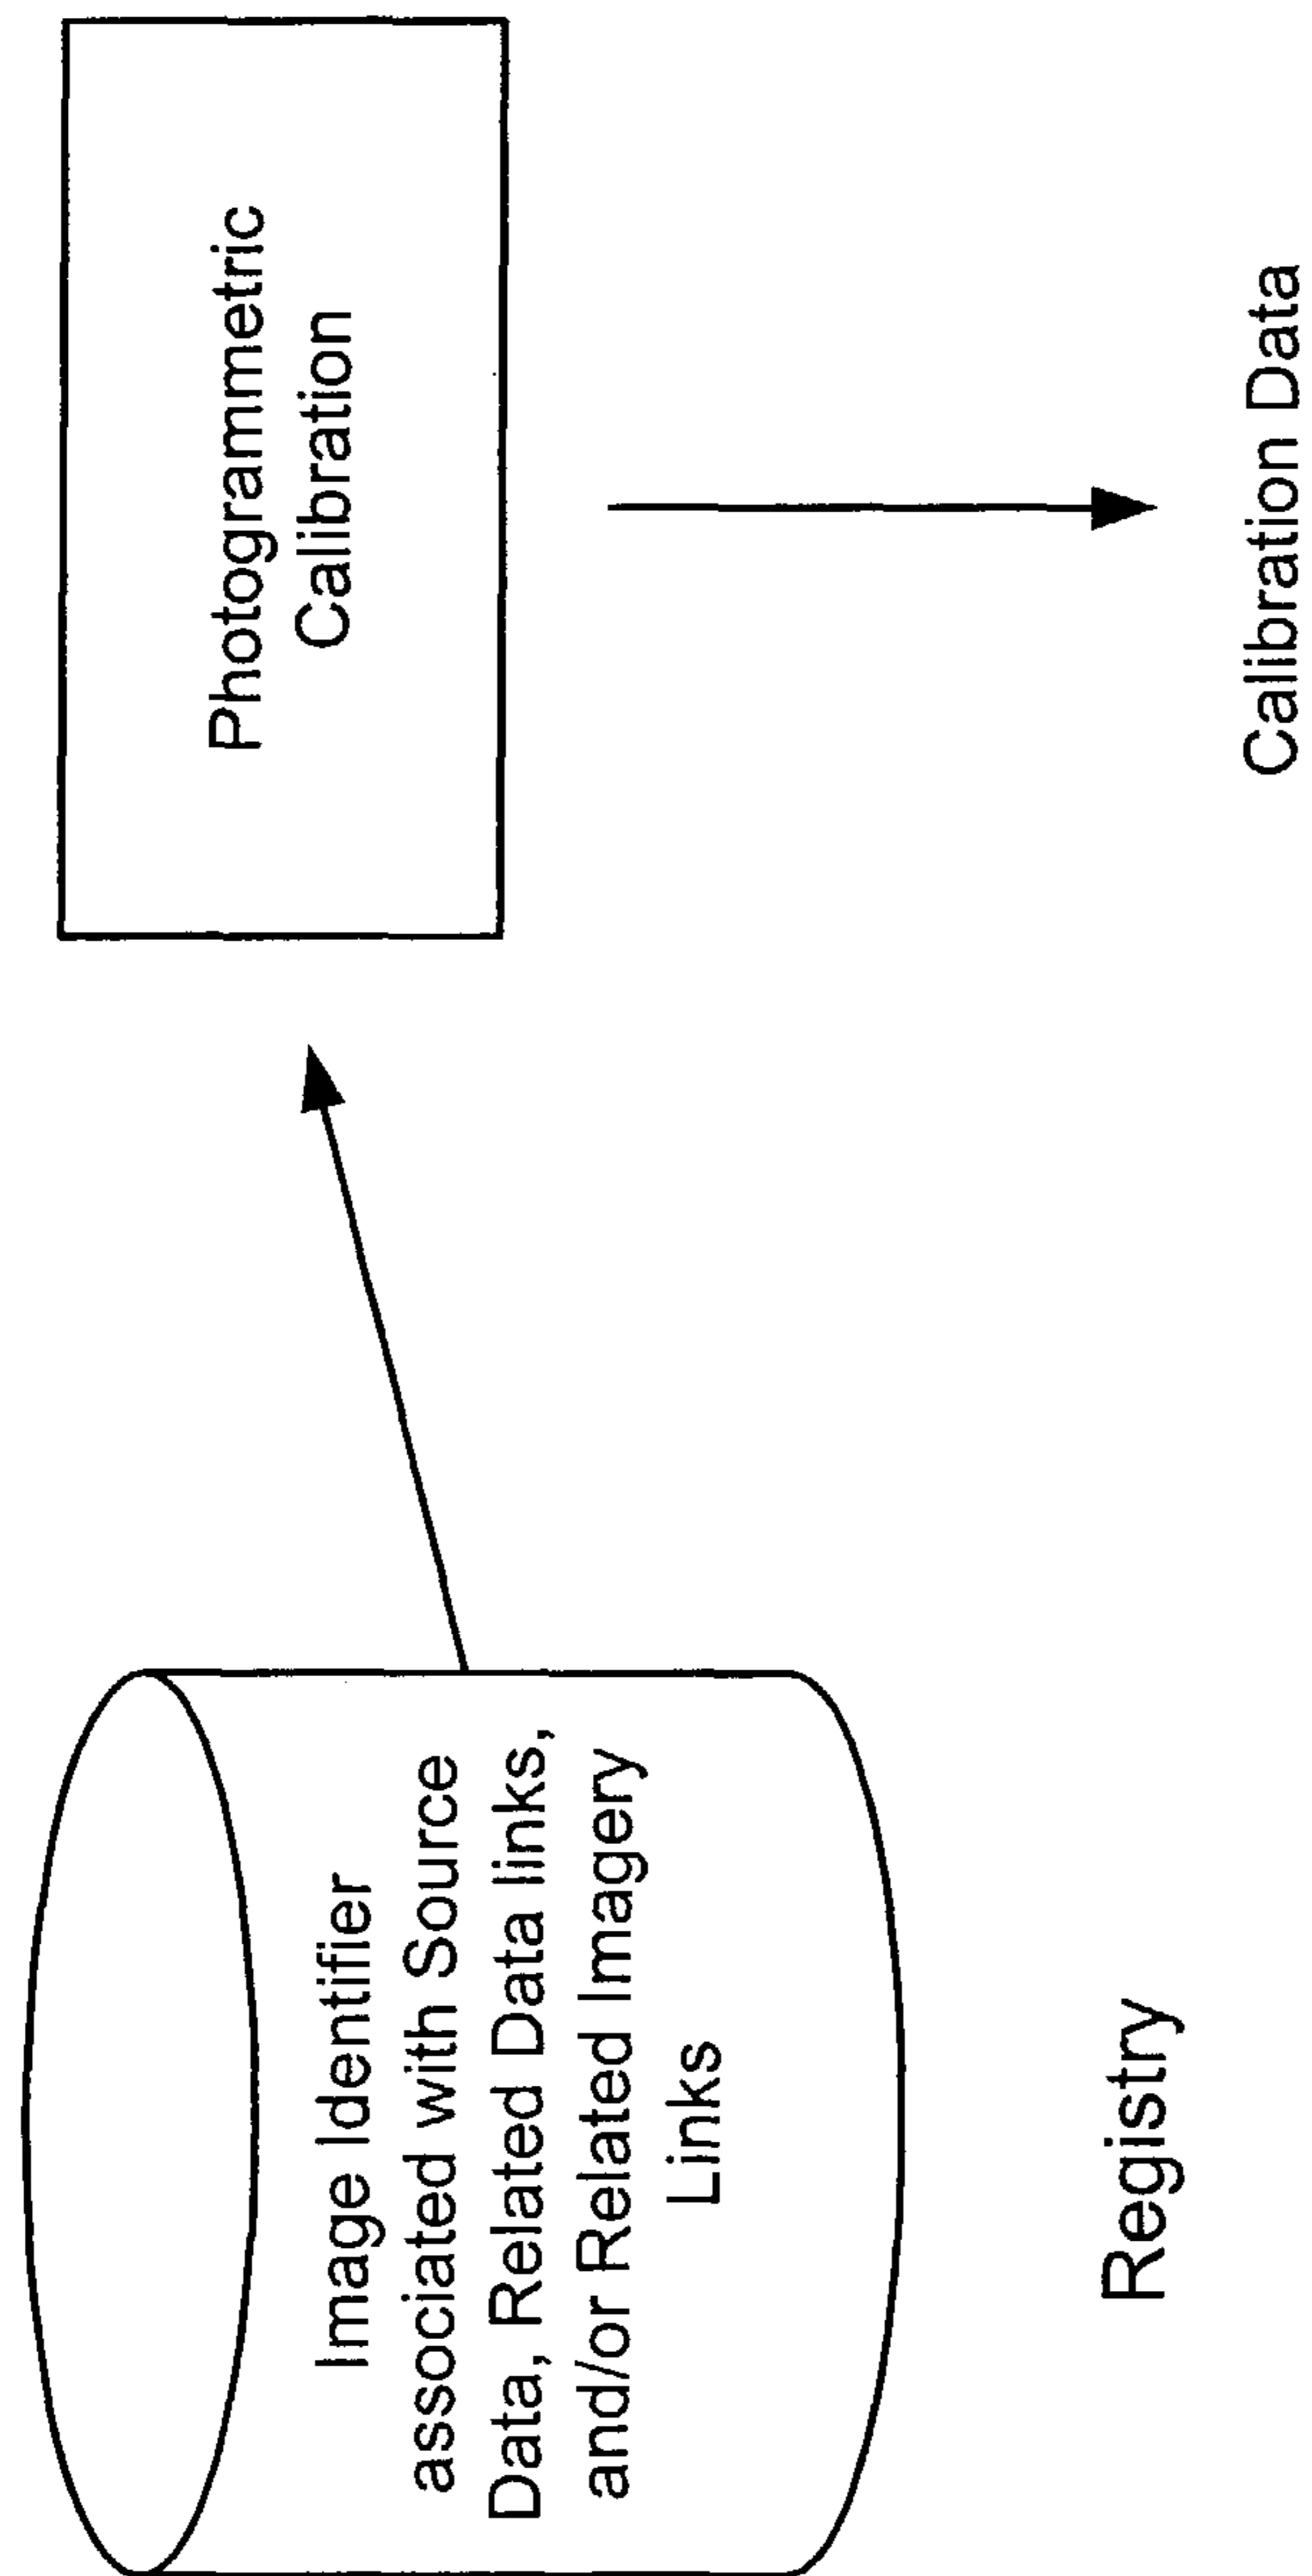 Image Identifier
associated with Source
Data, Related Data links,
and/or Related Imagery
Links
Registry
Photogrammetric
Calibration
Calibration Data